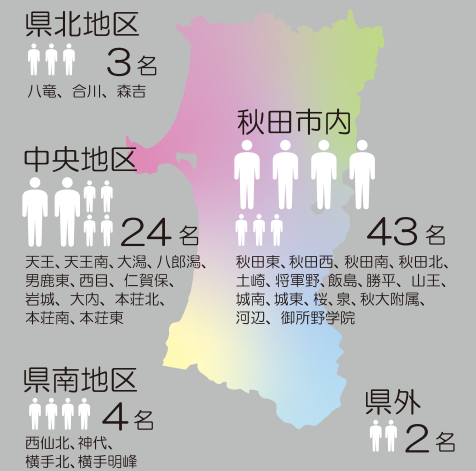 県北地区
3名
八竜、合川、森吉
秋田市内
43名
秋田東、秋田西、秋田南、秋田北、
土崎、将軍野、飯島、勝平、山王、
城南、城東、桜、泉、秋大附属、
河辺、御所野学院
中央地区
24名
天王、天王南、大潟、八郎潟、
男鹿東、西目、仁賀保、
岩城、大内、本荘北、
本荘南、本荘東
県南地区
4名
西仙北、神代、
横手北、横手明峰
県外
2名